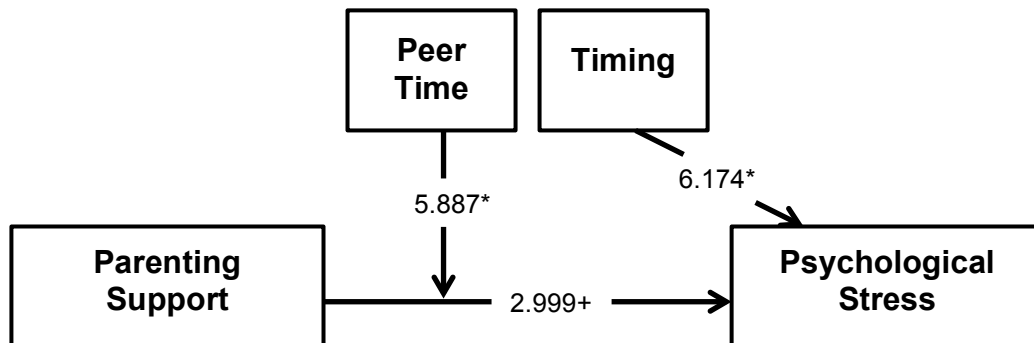 Peer
Time
Timing
5.887*
6.174*
Parenting
Support
2.999+
Psychological
Stress